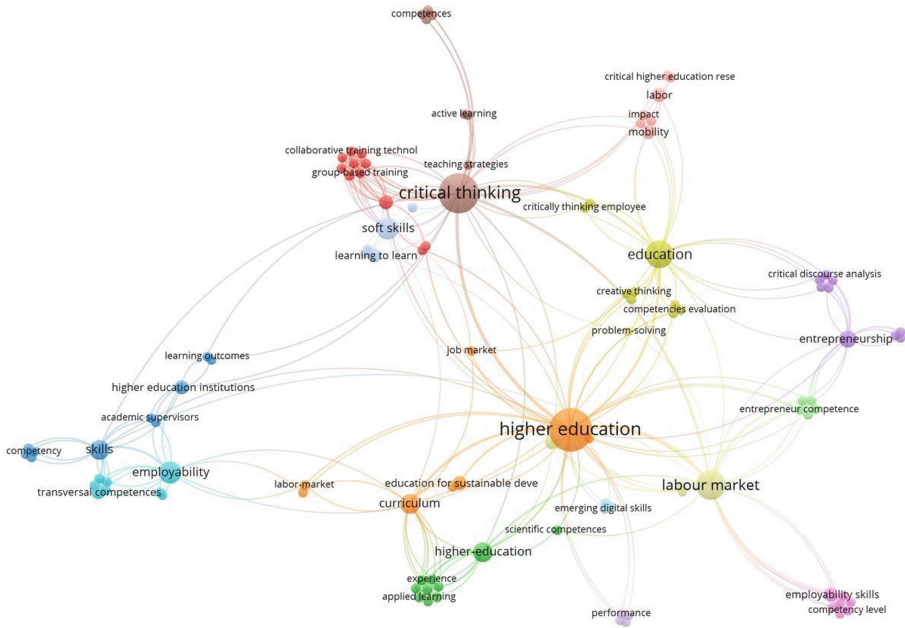 competences
critical higher education rese
labor
active learning
impact
mobility
collaborative training technol
group-based training
teaching strategies
critical thinking
critically thinking employee
soft skills
learning to learn
education
critical discourse analysis
creative thinking
competencies evaluation
problem-solving
entrepreneurship
job market
learning outcomes
higher education institutions
entrepreneur competence
academic supervisors
higher education
skills
competency
employability
transversal competences
labor-market
education for sustainable deve
labour market
curriculum
emerging digital skills
scientific competences
higher-education
experience
applied learning
employability skills
competency level
performance